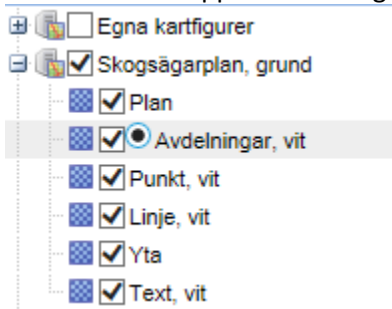 Egna kartfigurer
Skogsägarplan, grund
Plan
Avdelningar, vit
Punkt, vit
Linje, vit
Yta
Text, vit